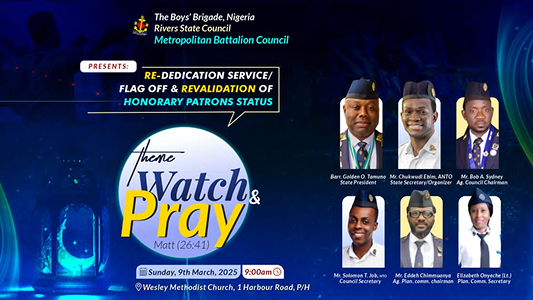 The Boys' Brigade, Nigeria
Rivers State Council
Metropolitan Battalion Council
PRESENTS:
RE-DEDICATION SERVICE/
FLAG OFF & REVALIDATION OF
HONORARY PATRONS STATUS
Theme
Watch
& Pray
Matt (26:41)
Sunday, 9th March, 2025 9:00am
Wesley Methodist Church, 1 Harbour Road, P/H
Barr. Golden O. Tamuno
State President
Mr. Chukwudi Ebim, ANTO
State Secretary/Organizer
Mr. Bob A. Sydney
Ag. Council Chairman
Mr. Solomon T. Job, NTO
Council Secretary
Mr. Eddeh Chimmuanya
Ag. Plan. comm. chairman
Elizabeth Onyeche (Lt.)
Plan. Comm. Secretary